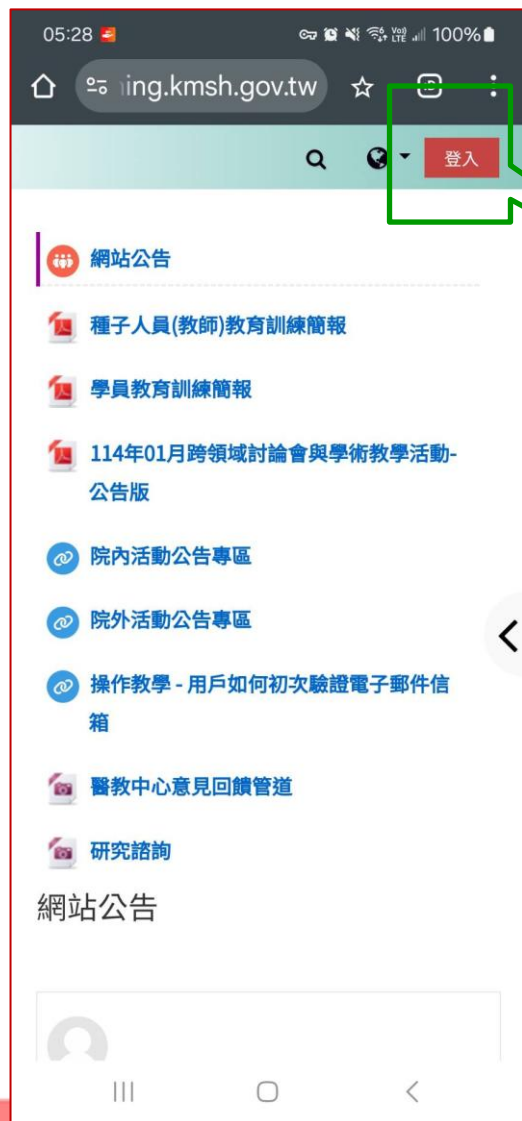 05:28
Vo)) LTE 100%
ing.kmsh.gov.tw
登入
網站公告
種子人員(教師)教育訓練簡報
學員教育訓練簡報
114年01月跨領域討論會與學術教學活動-
公告版
院內活動公告專區
院外活動公告專區
操作教學 - 用戶如何初次驗證電子郵件信
箱
醫教中心意見回饋管道
研究諮詢
網站公告